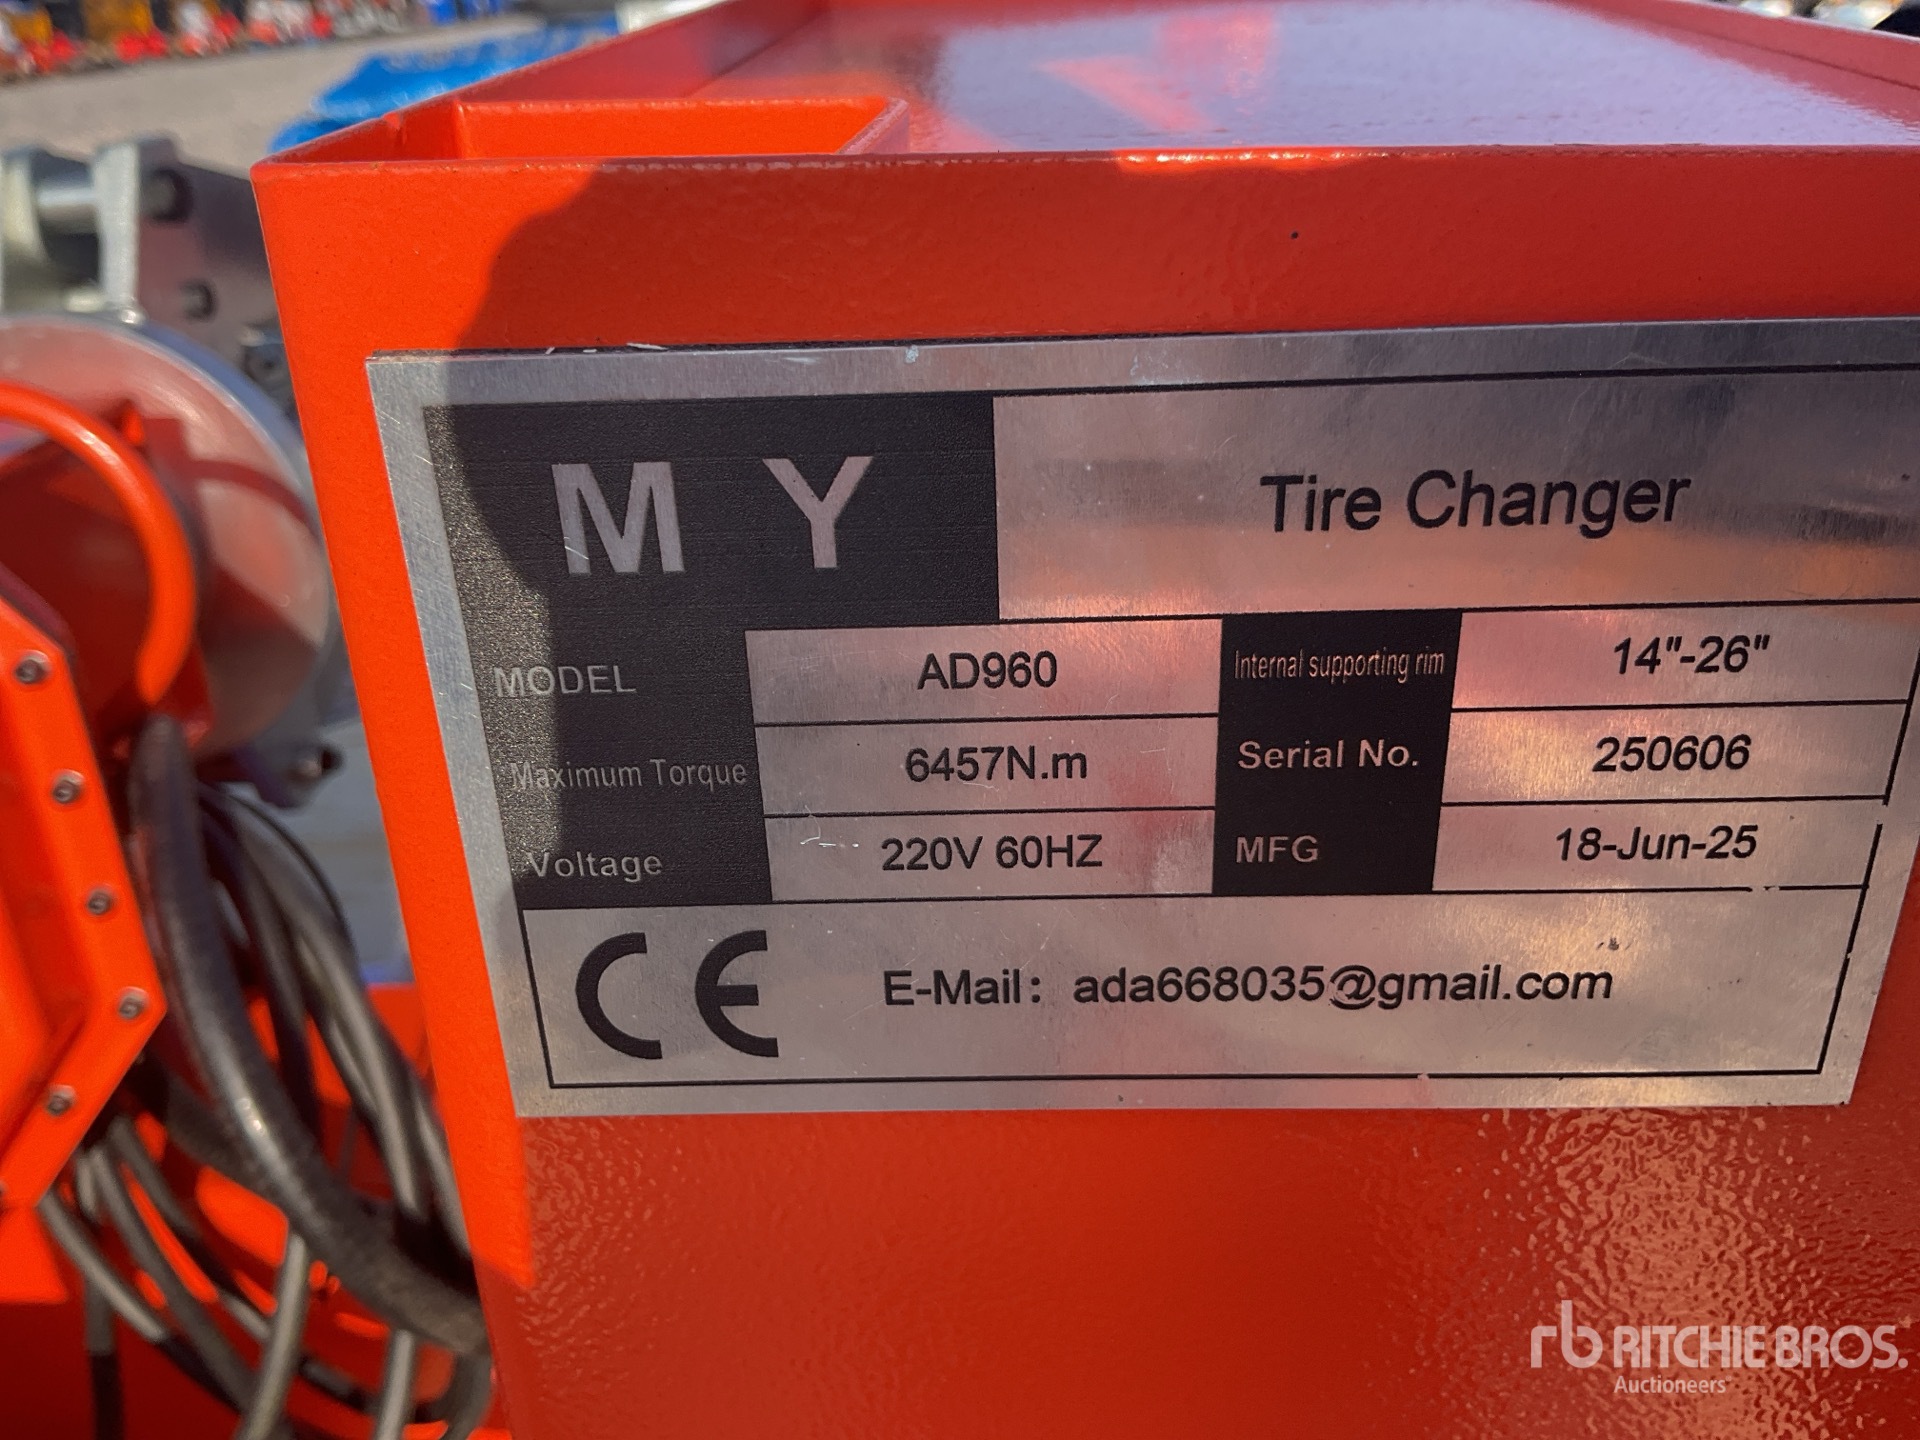 M Y
Tire Changer
MODEL AD960 Internal supporting rim 14"-26"
Maximum Torque 6457N.m Serial No. 250606
Voltage 220V 60HZ MFG 18-Jun-25
CE E-Mail: ada668035@gmail.com
rb RITCHIE BROS.
Auctioneers